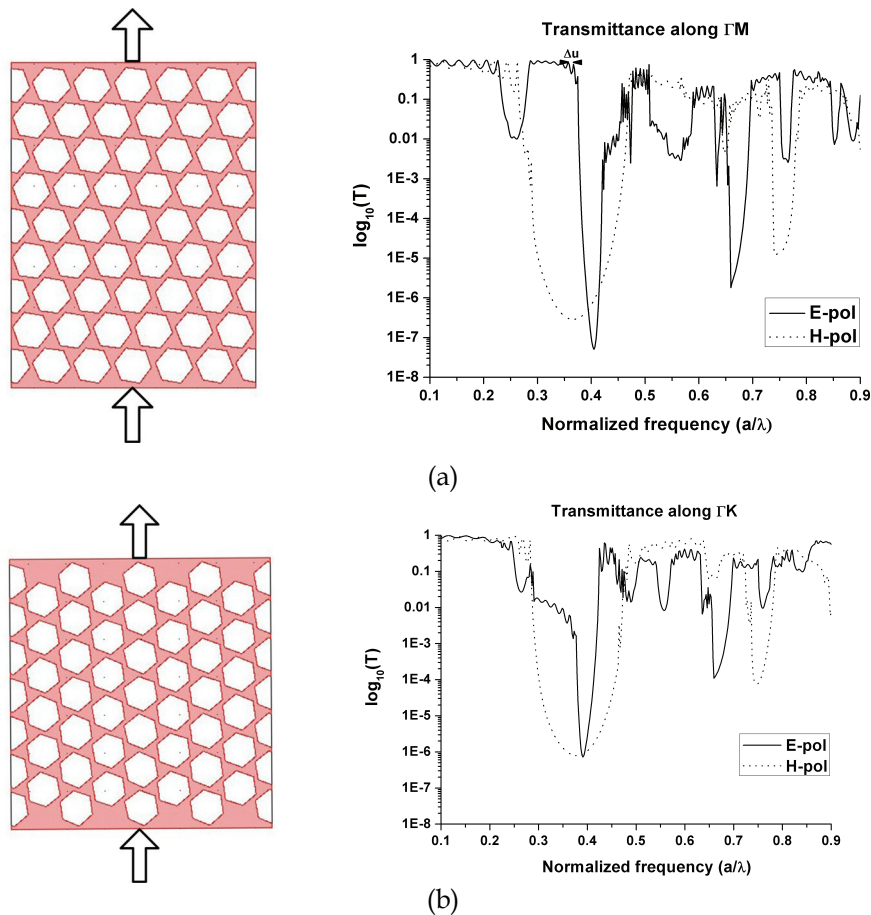 Transmittance along ΓM
Δu
1
0.1
0.01
1E-3
1E-4
1E-5
1E-6
1E-7
1E-8
log10(T)
E-pol
H-pol
0.1 0.2 0.3 0.4 0.5 0.6 0.7 0.8 0.9
Normalized frequency (a/λ)
(a)
Transmittance along ΓK
1
0.1
0.01
1E-3
1E-4
1E-5
1E-6
1E-7
1E-8
log10(T)
E-pol
H-pol
0.1 0.2 0.3 0.4 0.5 0.6 0.7 0.8 0.9
Normalized frequency (a/λ)
(b)